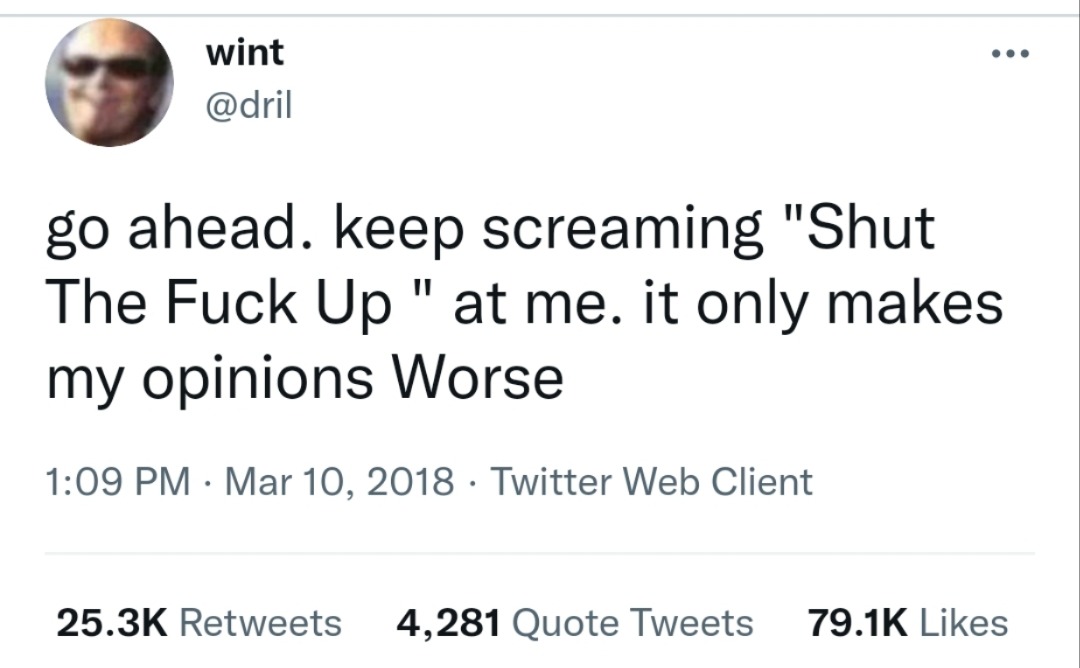 wint
@dril
go ahead. keep screaming "Shut
The Fuck Up " at me. it only makes
my opinions Worse
1:09 PM · Mar 10, 2018 · Twitter Web Client
25.3K Retweets 4,281 Quote Tweets 79.1K Likes